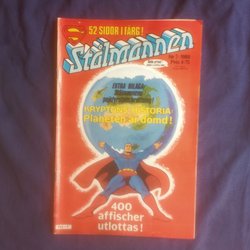 52 SIDOR I FÄRG!
Stålmannen
EXTRA BILAGA:
KRYPTONS HISTORIA
Planeten är dömd!
400
affischer
utlottas!